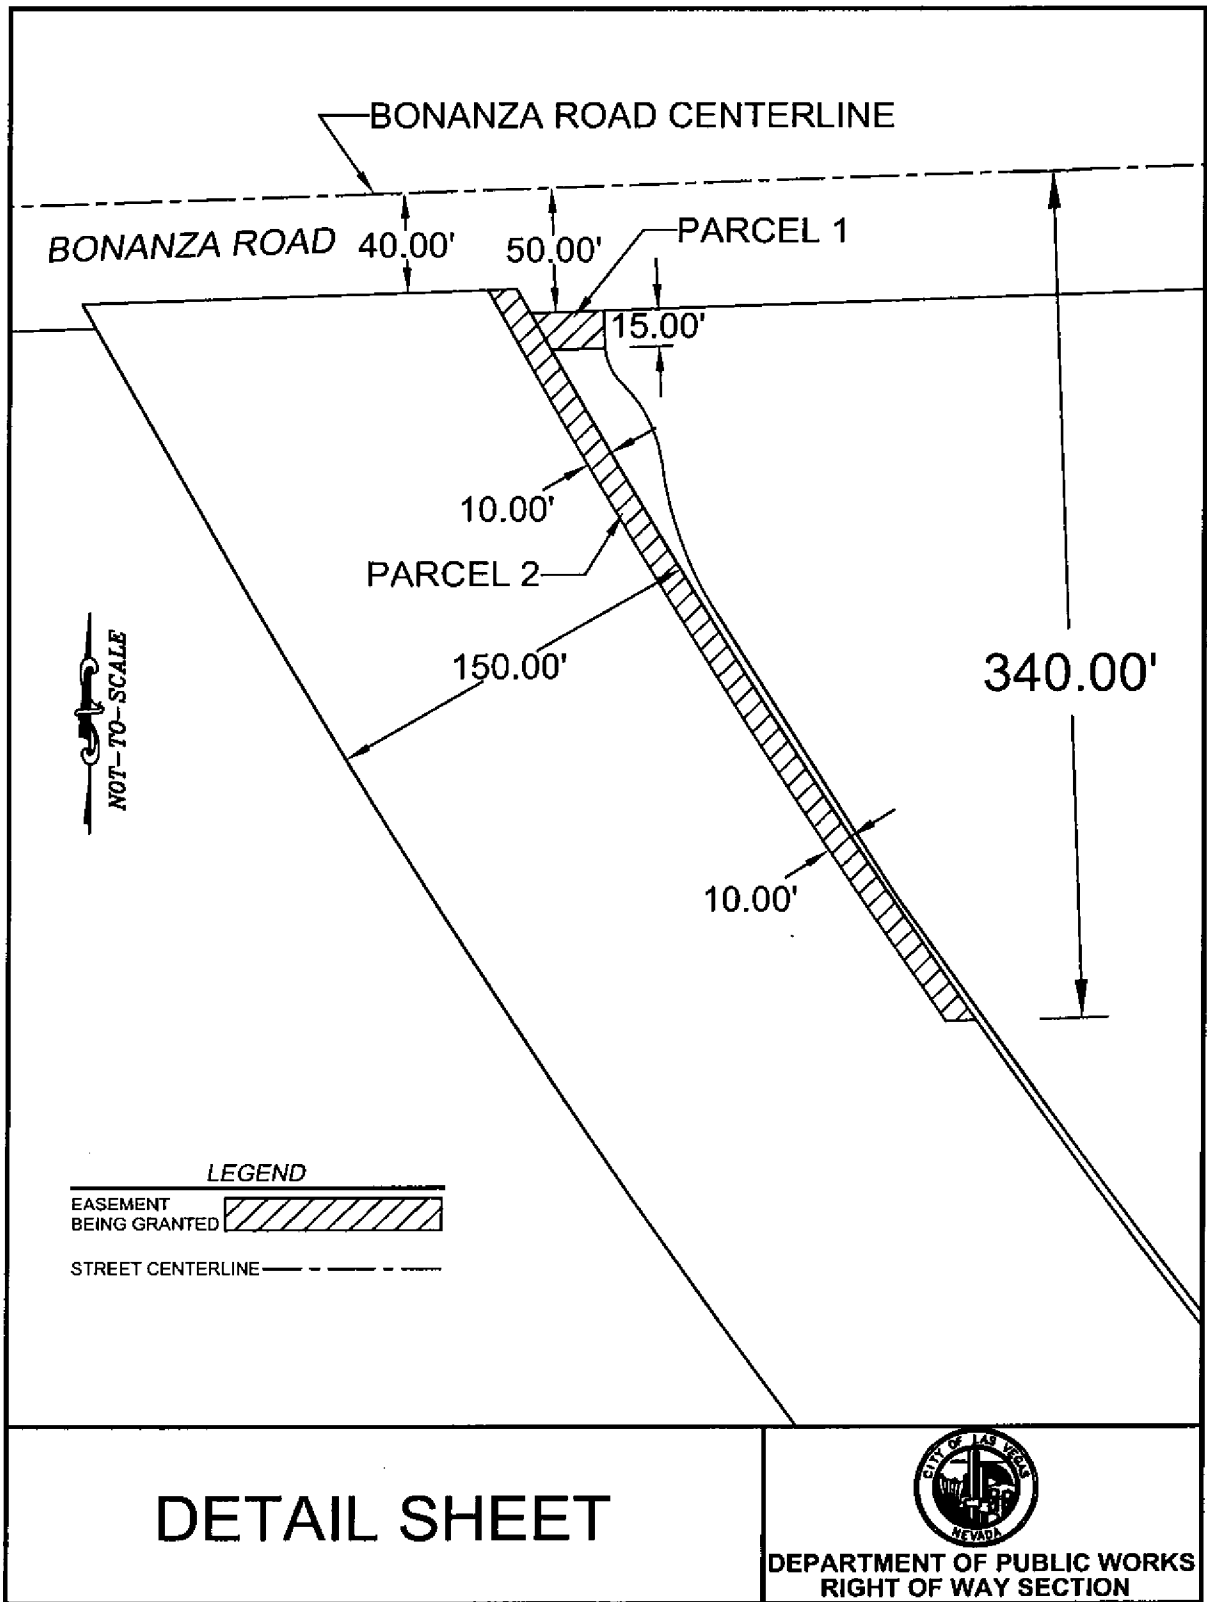 BONANZA ROAD CENTERLINE
BONANZA ROAD
40.00'
50.00'
PARCEL 1
15.00'
10.00'
PARCEL 2
150.00'
340.00'
NOT-TO-SCALE
10.00'
LEGEND
EASEMENT
BEING GRANTED
STREET CENTERLINE
DETAIL SHEET
CITY OF LAS VEGAS
NEVADA
DEPARTMENT OF PUBLIC WORKS
RIGHT OF WAY SECTION